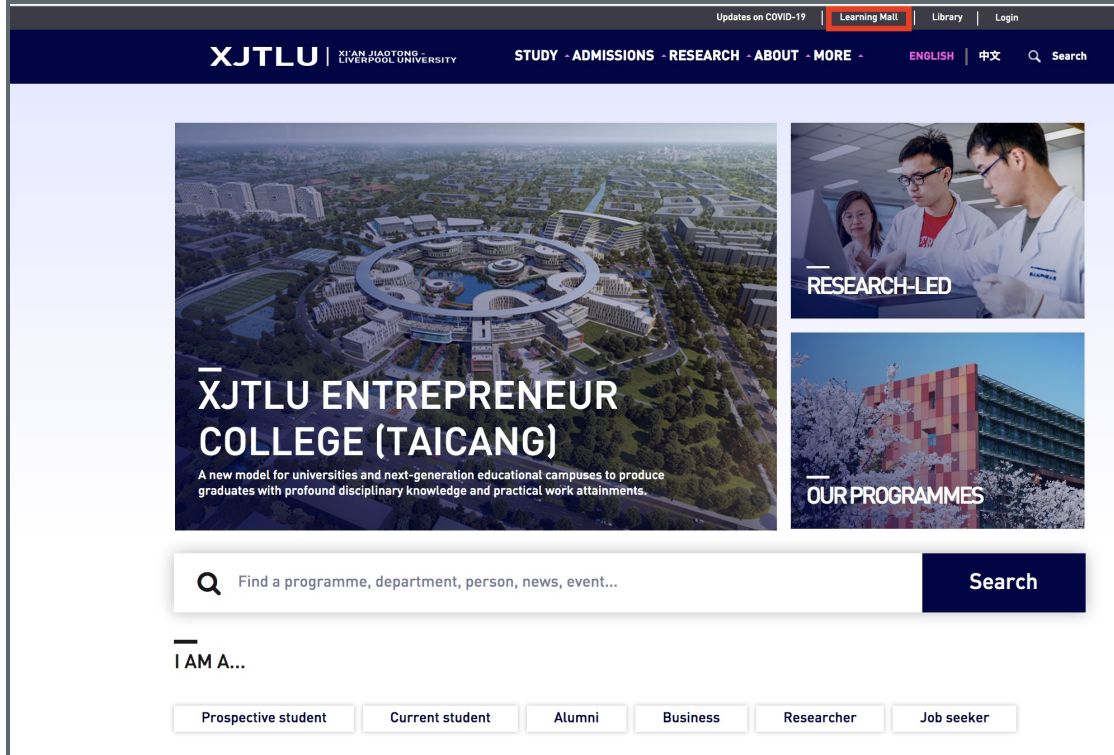 Updates on COVID-19 Learning Mall Library Login
XJTLU XI'AN JIAOTONG -
LIVERPOOL UNIVERSITY
STUDY ADMISSIONS RESEARCH ABOUT MORE ENGLISH 中文 Search
RESEARCH-LED
XJTLU ENTREPRENEUR
COLLEGE (TAICANG)
A new model for universities and next-generation educational campuses to produce
graduates with profound disciplinary knowledge and practical work attainments.
OUR PROGRAMMES
Find a programme, department, person, news, event... Search
I AM A...
Prospective student Current student Alumni Business Researcher Job seeker